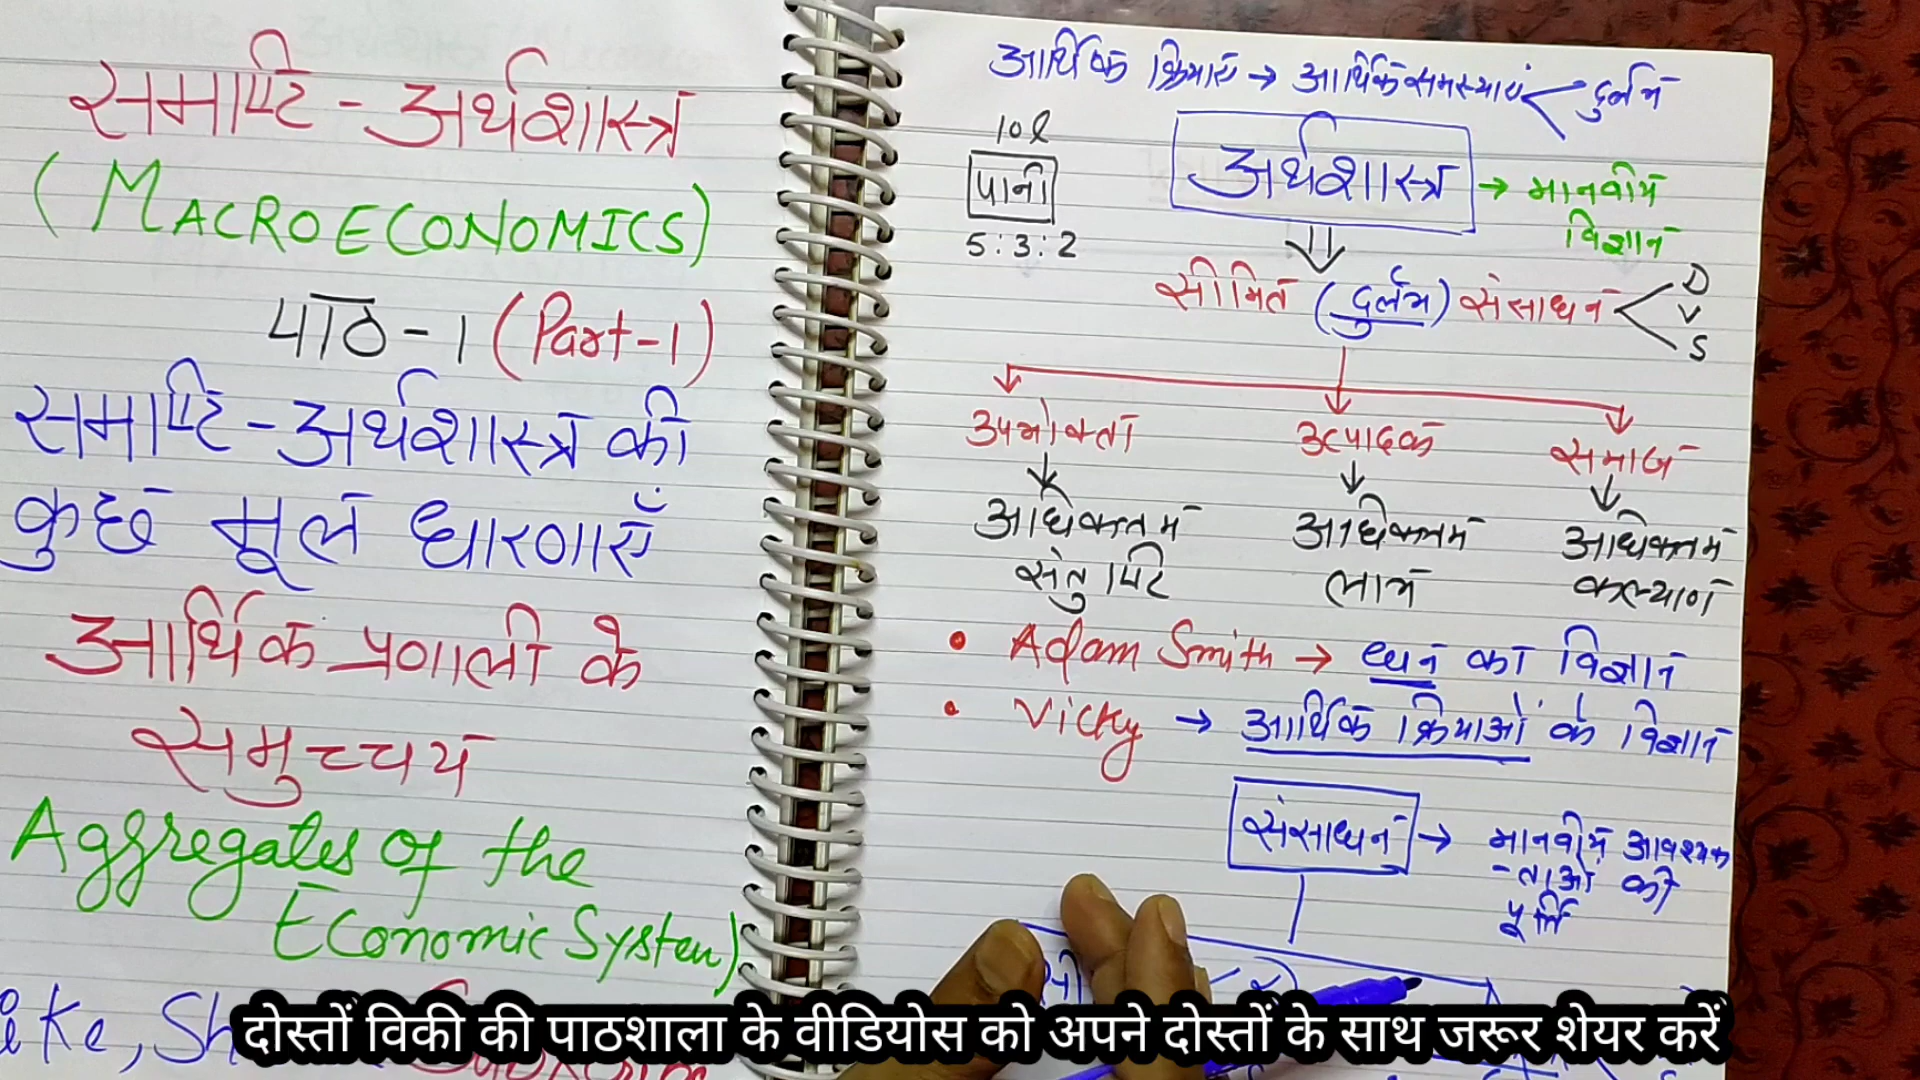 समष्टि - अर्थशास्त्र
(MACROECONOMICS)
पाठ - 1 (Part-1)
समष्टि - अर्थशास्त्र की
कुछ मूल धारणाएँ
आर्थिक प्रणाली के
समुच्चय
Aggregates of the
Economic System)
आर्थिक क्रियाएं → आर्थिक समस्याएं < दुर्लभ
10l
पानी
5:3:2
अर्थशास्त्र → मानवीय
विज्ञान
सीमित (दुर्लभ) संसाधन
D
V
S
उपभोक्ता उत्पादक समाज
अधिकतम अधिकतम अधिकतम
संतुष्टि लाभ कल्याण
• Adam Smith → धन का विज्ञान
• Vicky → आर्थिक क्रियाओं के विज्ञान
संसाधन → मानवीय आवश्यक
-ताओं की
पूर्ति
दोस्तों विकी की पाठशाला के वीडियोस को अपने दोस्तों के साथ जरूर शेयर करें